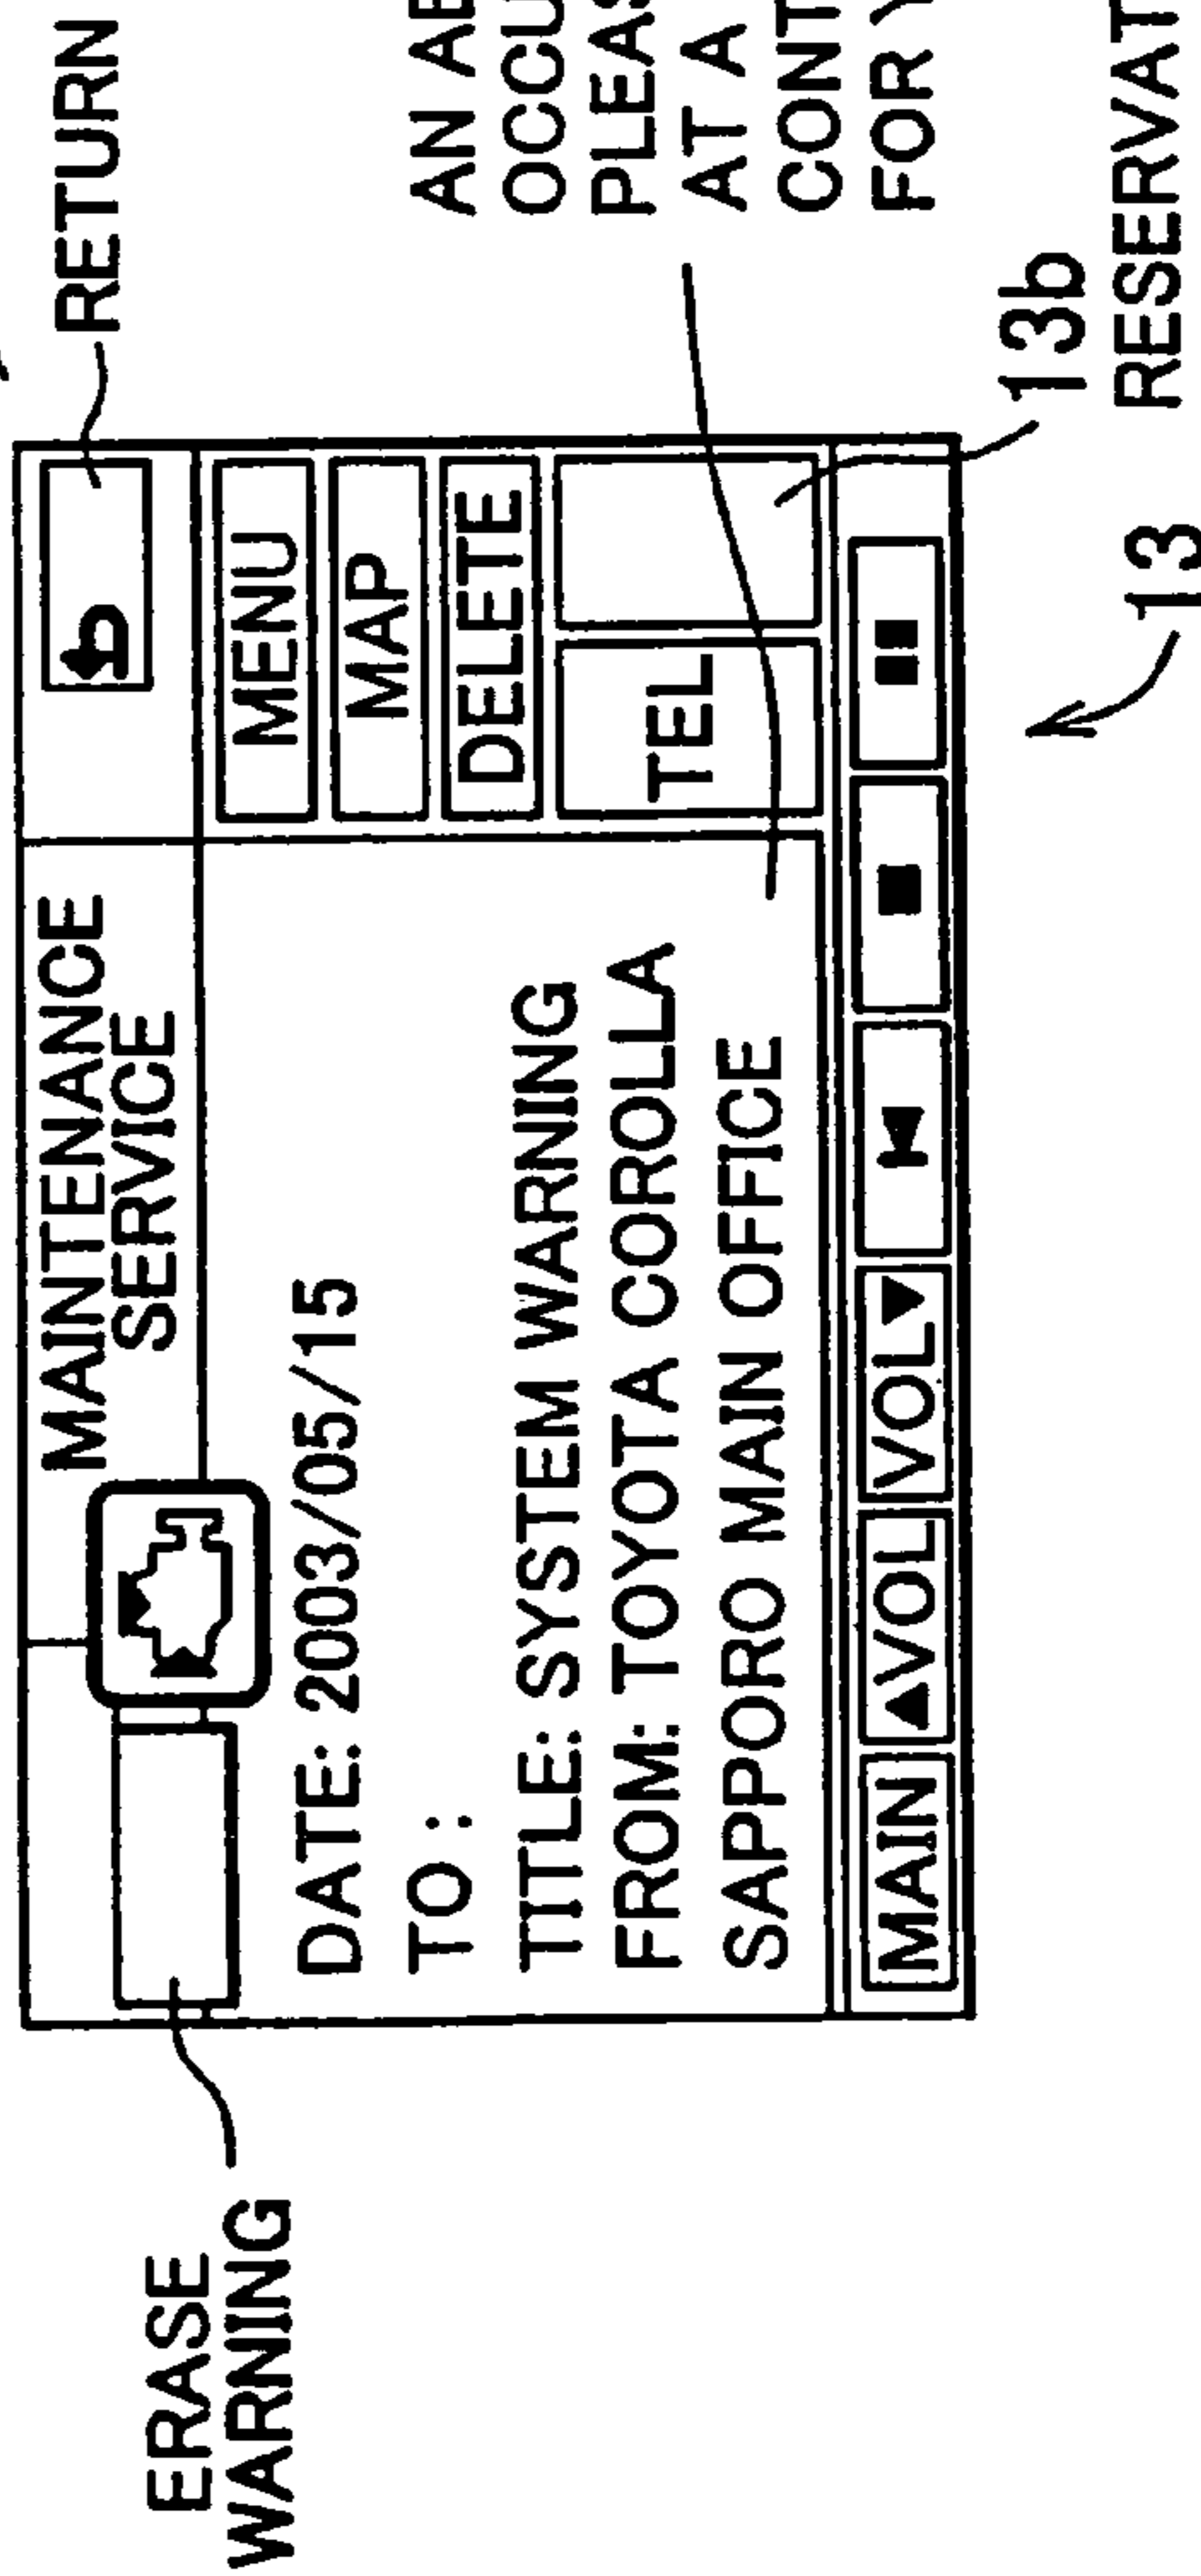 RETURN
MAINTENANCE
SERVICE
MENU
MAP
DELETE
TEL
DATE: 2003/05/15
TO :
TITLE: SYSTEM WARNING
FROM: TOYOTA COROLLA
SAPPORO MAIN OFFICE
MAIN
▲VOL
VOL▼
ERASE
WARNING
AN AB
OCCU
PLEAS
AT A
CONT
FOR Y
13b
RESERVAT
13